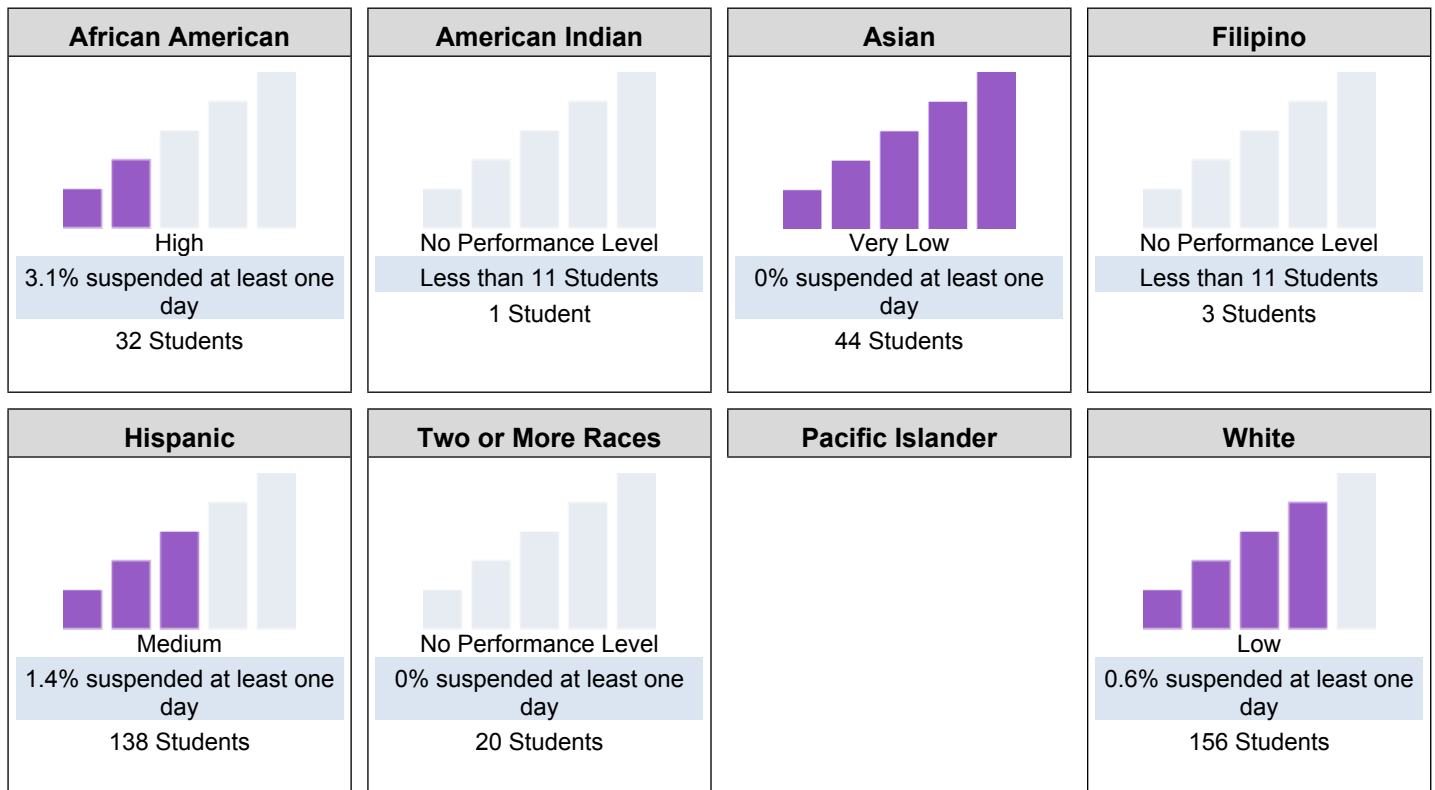 African American
High
3.1% suspended at least one
day
32 Students
American Indian
No Performance Level
Less than 11 Students
1 Student
Asian
Very Low
0% suspended at least one
day
44 Students
Filipino
No Performance Level
Less than 11 Students
3 Students
Hispanic
Medium
1.4% suspended at least one
day
138 Students
Two or More Races
No Performance Level
0% suspended at least one
day
20 Students
Pacific Islander
White
Low
0.6% suspended at least one
day
156 Students